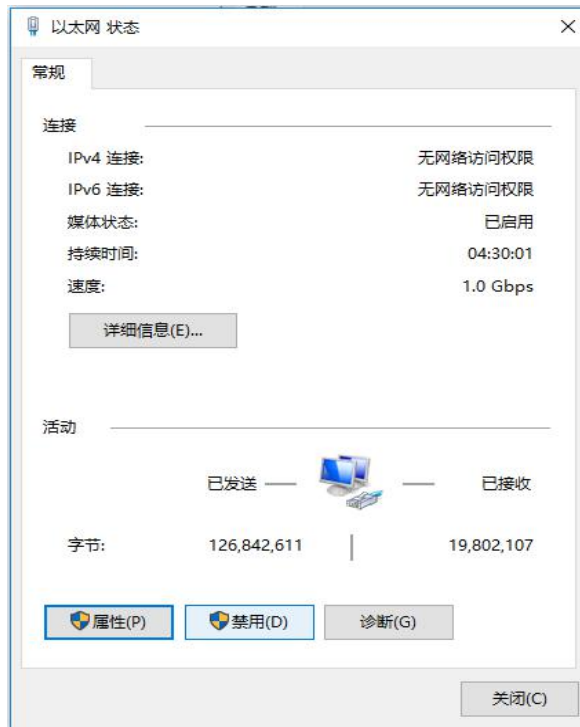 以太网 状态
常规
连接
IPv4 连接: 无网络访问权限
IPv6 连接: 无网络访问权限
媒体状态: 已启用
持续时间: 04:30:01
速度: 1.0 Gbps
详细信息(E)...
活动
已发送 已接收
字节: 126,842,611 19,802,107
属性(P) 禁用(D) 诊断(G)
关闭(C)